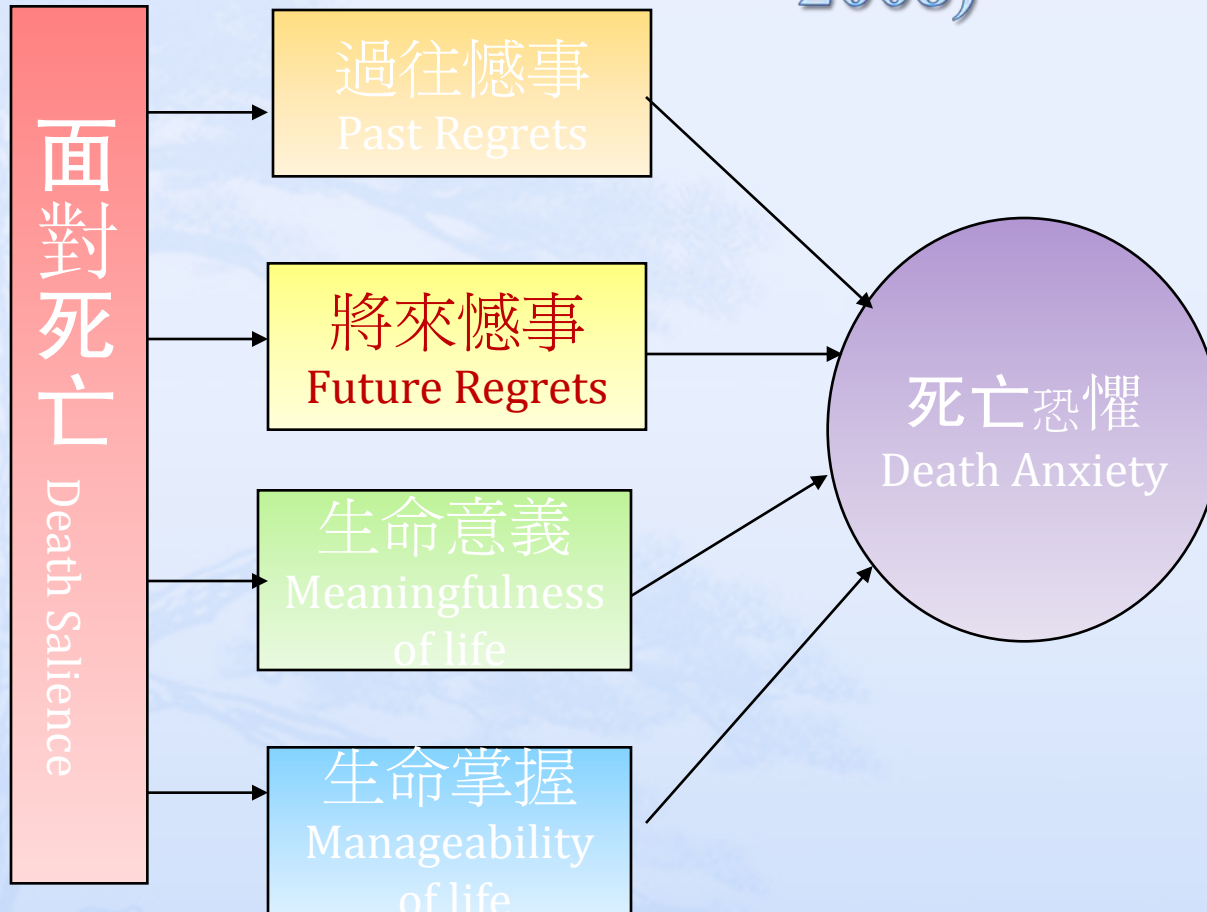 2008)
面對死亡 Death Salience
過往憾事
Past Regrets
將來憾事
Future Regrets
生命意義
Meaningfulness
of life
生命掌握
Manageability
of life
死亡恐懼
Death Anxiety